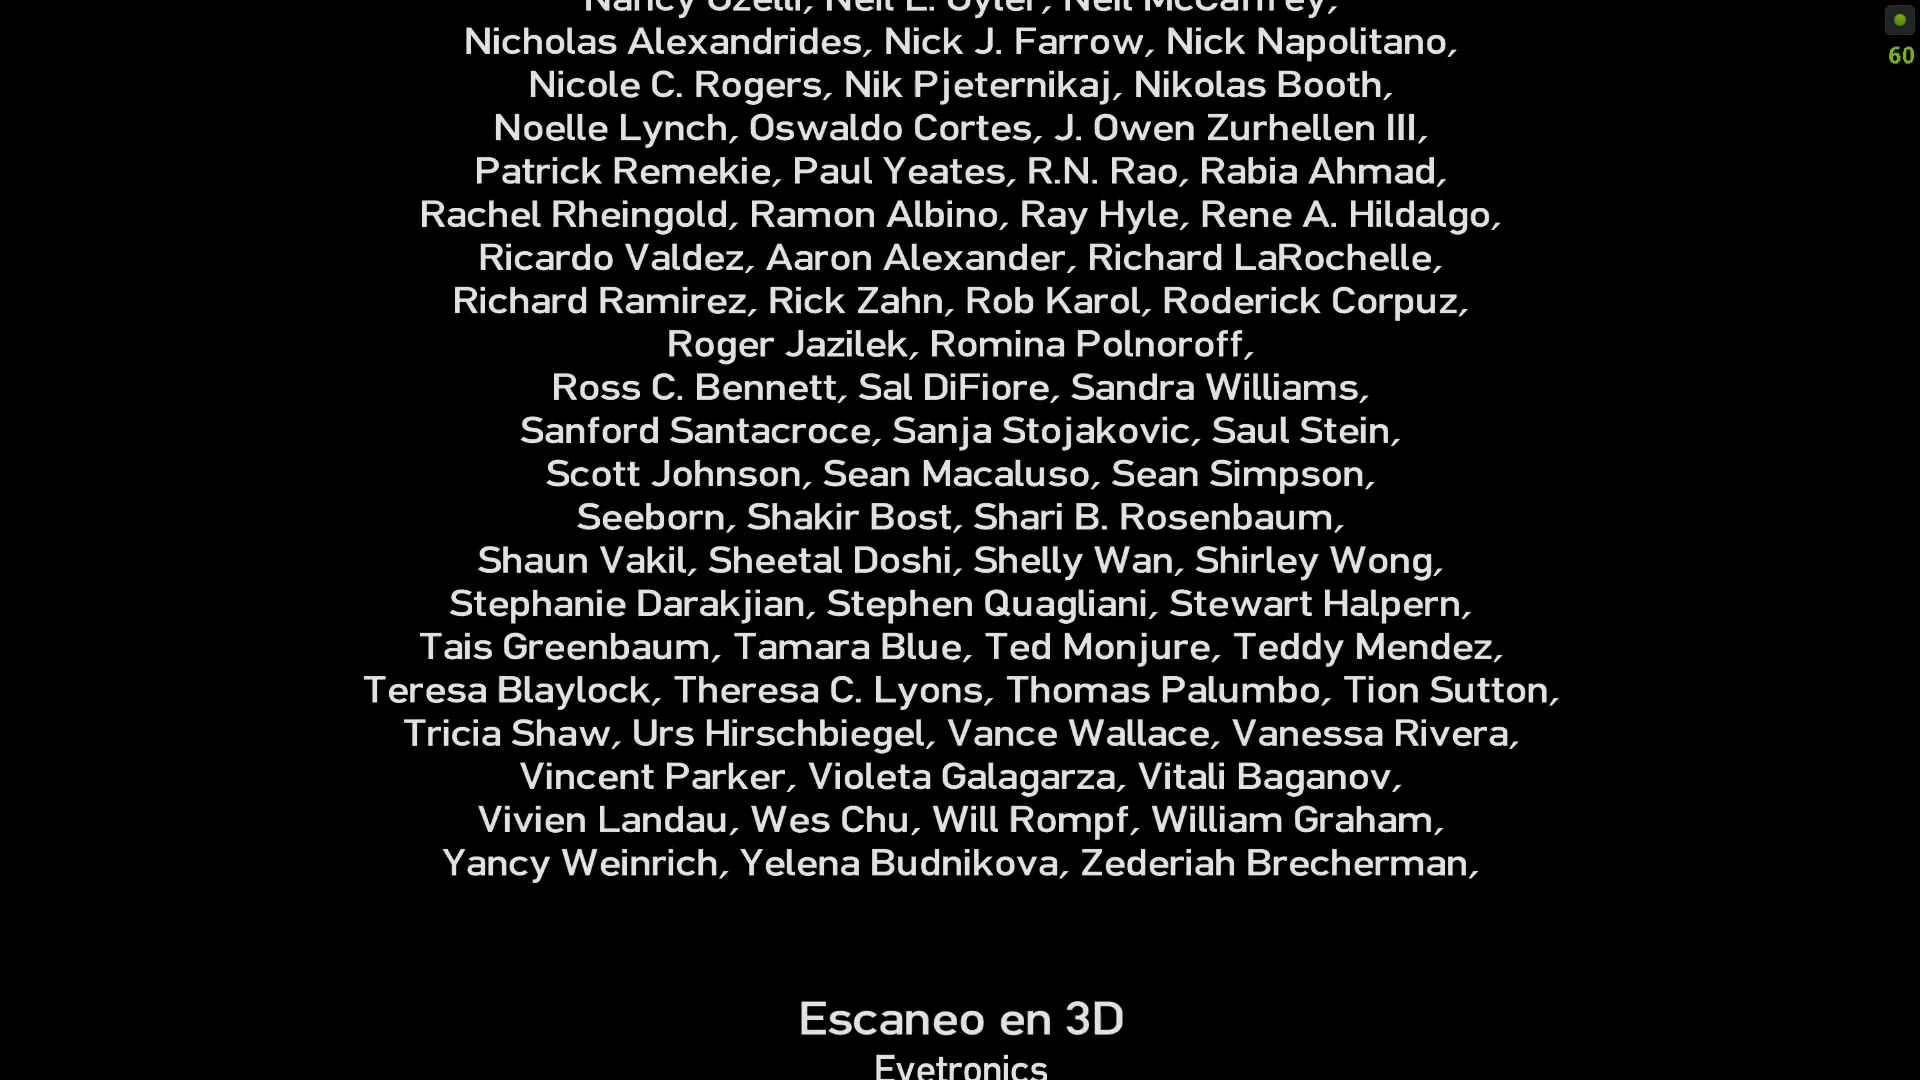 Nancy Ozelli, Neil L. Uyler, Neil McCaffrey,
Nicholas Alexandrides, Nick J. Farrow, Nick Napolitano,
60
Nicole C. Rogers, Nik Pjeternikaj, Nikolas Booth,
Noelle Lynch, Oswaldo Cortes, J. Owen Zurhellen III,
Patrick Remekie, Paul Yeates, R.N. Rao, Rabia Ahmad,
Rachel Rheingold, Ramon Albino, Ray Hyle, Rene A. Hildalgo,
Ricardo Valdez, Aaron Alexander, Richard LaRochelle,
Richard Ramirez, Rick Zahn, Rob Karol, Roderick Corpuz,
Roger Jazilek, Romina Polnoroff,
Ross C. Bennett, Sal DiFiore, Sandra Williams,
Sanford Santacroce, Sanja Stojakovic, Saul Stein,
Scott Johnson, Sean Macaluso, Sean Simpson,
Seeborn, Shakir Bost, Shari B. Rosenbaum,
Shaun Vakil, Sheetal Doshi, Shelly Wan, Shirley Wong,
Stephanie Darakjian, Stephen Quagliani, Stewart Halpern,
Tais Greenbaum, Tamara Blue, Ted Monjure, Teddy Mendez,
Teresa Blaylock, Theresa C. Lyons, Thomas Palumbo, Tion Sutton,
Tricia Shaw, Urs Hirschbiegel, Vance Wallace, Vanessa Rivera,
Vincent Parker, Violeta Galagarza, Vitali Baganov,
Vivien Landau, Wes Chu, Will Rompf, William Graham,
Yancy Weinrich, Yelena Budnikova, Zederiah Brecherman,
Escaneo en 3D
Eyetronics